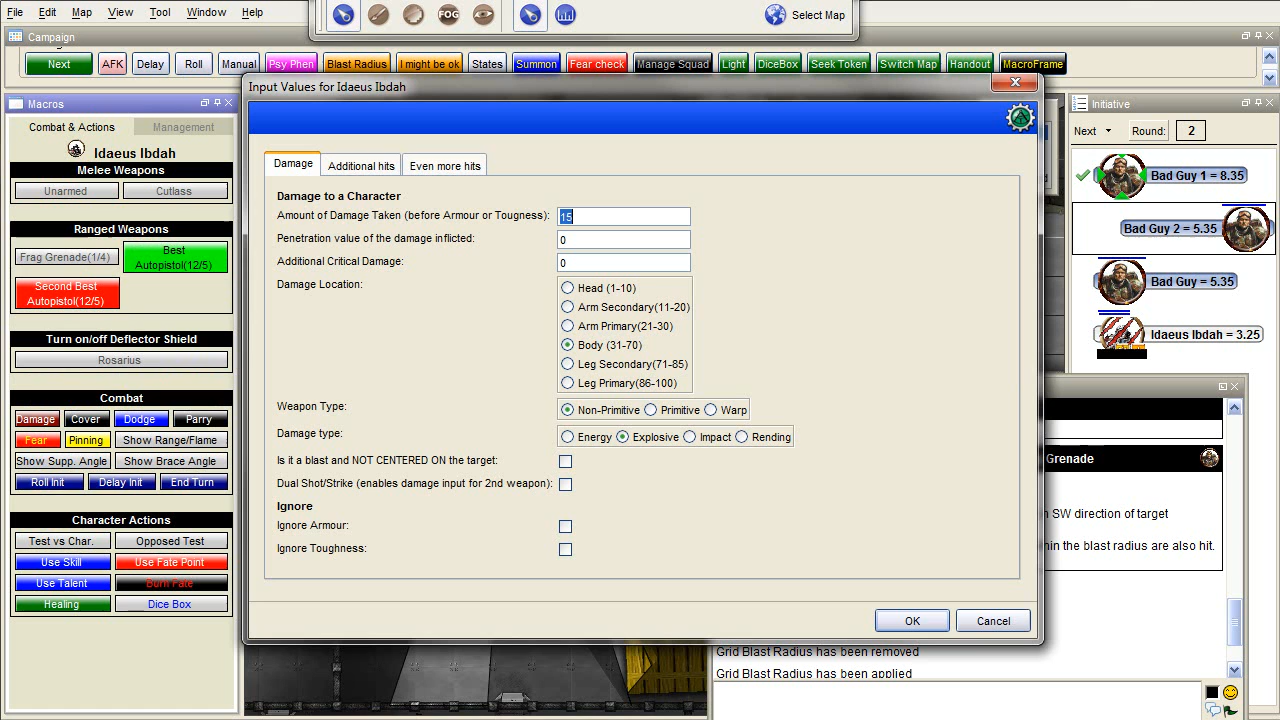 File Edit Map View Tool Window Help
FOG
Select Map
Campaign
Next AFK Delay Roll Manual Psy Phen Blast Radius I might be ok States Summon Fear check Manage Squad Light DiceBox Seek Token Switch Map Handout MacroFrame
Macros
Combat & Actions Management
Idaeus Ibdah
Melee Weapons
Unarmed Cutlass
Ranged Weapons
Frag Grenade(1/4)
Best
Autopistol(12/5)
Second Best
Autopistol(12/5)
Turn on/off Deflector Shield
Rosarius
Combat
Damage Cover Dodge Parry
Fear Pinning Show Range/Flame
Show Supp. Angle Show Brace Angle
Roll Init Delay Init End Turn
Character Actions
Test vs Char. Opposed Test
Use Skill Use Fate Point
Use Talent Burn Fate
Healing Dice Box
Input Values for Idaeus Ibdah
Damage Additional hits Even more hits
Damage to a Character
Amount of Damage Taken (before Armour or Tougness): 15
Penetration value of the damage inflicted: 0
Additional Critical Damage: 0
Damage Location:
Head (1-10)
Arm Secondary(11-20)
Arm Primary(21-30)
Body (31-70)
Leg Secondary(71-85)
Leg Primary(86-100)
Weapon Type: Non-Primitive Primitive Warp
Damage type: Energy Explosive Impact Rending
Is it a blast and NOT CENTERED ON the target:
Dual Shot/Strike (enables damage input for 2nd weapon):
Ignore
Ignore Armour:
Ignore Toughness:
OK Cancel
Initiative
Next Round: 2
Bad Guy 1 = 8.35
Bad Guy 2 = 5.35
Bad Guy = 5.35
Idaeus Ibdah = 3.25
Grenade
SW direction of target
the blast radius are also hit.
Grid Blast Radius has been removed
Grid Blast Radius has been applied